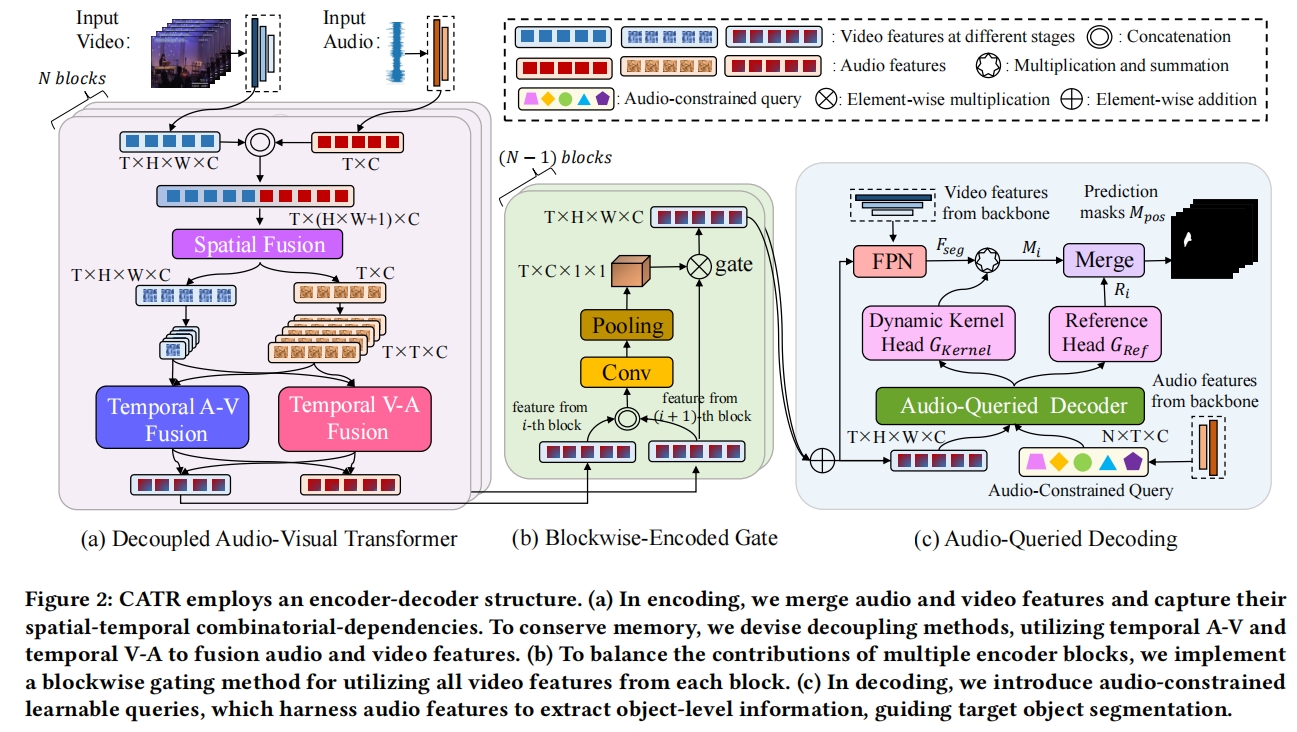 Input
Video:
Input
Audio:
N blocks
: Video features at different stages
: Concatenation
: Audio features
: Multiplication and summation
: Audio-constrained query
: Element-wise multiplication
: Element-wise addition
T×H×W×C
T×C
T×(H×W+1)×C
Spatial Fusion
T×H×W×C
T×C
T×T×C
Temporal A-V
Fusion
Temporal V-A
Fusion
(a) Decoupled Audio-Visual Transformer
(N − 1) blocks
T×H×W×C
T×C×1×1
gate
Pooling
Conv
feature from
i-th block
feature from
(i + 1)-th block
(b) Blockwise-Encoded Gate
Video features
from backbone
Prediction
masks M_pos
FPN
F_seg
M_i
Merge
R_i
Dynamic Kernel
Head G_Kernel
Reference
Head G_Ref
Audio features
from backbone
Audio-Queried Decoder
T×H×W×C
N×T×C
Audio-Constrained Query
(c) Audio-Queried Decoding
Figure 2: CATR employs an encoder-decoder structure. (a) In encoding, we merge audio and video features and capture their
spatial-temporal combinatorial-dependencies. To conserve memory, we devise decoupling methods, utilizing temporal A-V and
temporal V-A to fusion audio and video features. (b) To balance the contributions of multiple encoder blocks, we implement
a blockwise gating method for utilizing all video features from each block. (c) In decoding, we introduce audio-constrained
learnable queries, which harness audio features to extract object-level information, guiding target object segmentation.